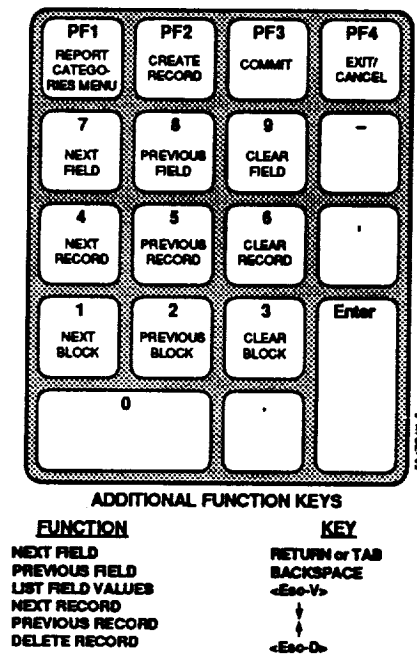 PF1 PF2 PF3 PF4
REPORT CATEGO- RIES MENU
CREATE RECORD
COMMIT
EXIT/ CANCEL
7 8 9 –
NEXT FIELD
PREVIOUS FIELD
CLEAR FIELD
4 5 6 '
NEXT RECORD
PREVIOUS RECORD
CLEAR RECORD
1 2 3 Enter
NEXT BLOCK
PREVIOUS BLOCK
CLEAR BLOCK
0 .
ADDITIONAL FUNCTION KEYS
FUNCTION KEY
NEXT FIELD RETURN or TAB
PREVIOUS FIELD BACKSPACE
LIST FIELD VALUES <Esc-V>
NEXT RECORD ↓
PREVIOUS RECORD ↑
DELETE RECORD <Esc-D>